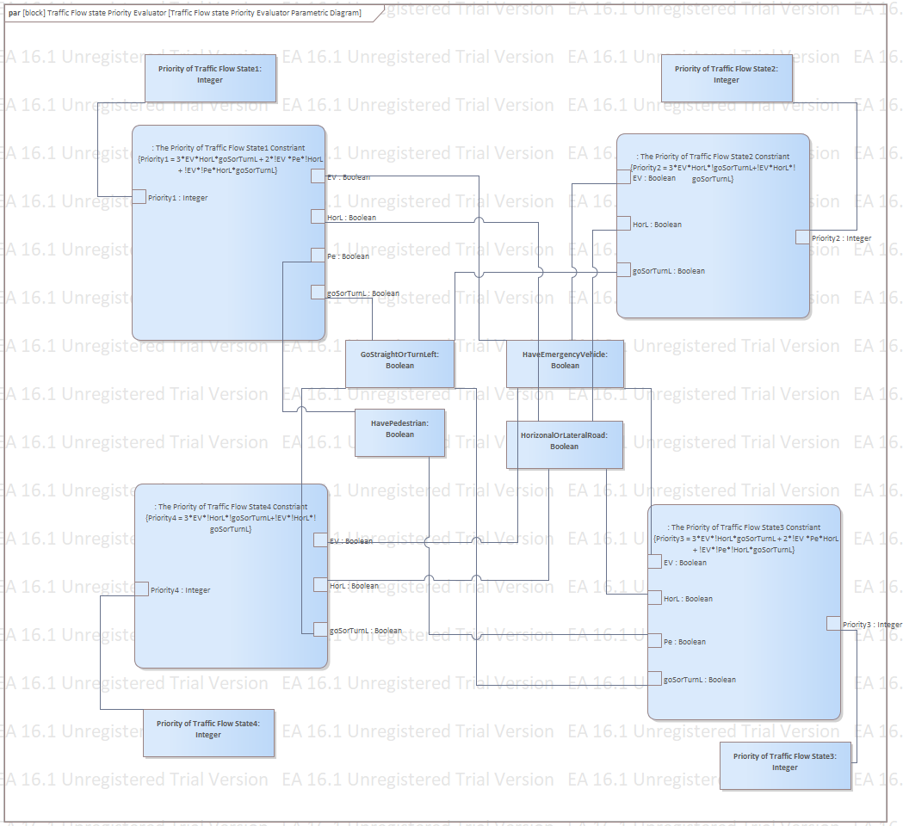 par [block] Traffic Flow state Priority Evaluator [Traffic Flow state Priority Evaluator Parametric Diagram]
EA 16.1 Unregistered Trial Version
Priority of Traffic Flow State1:
Integer
Priority of Traffic Flow State2:
Integer
: The Priority of Traffic Flow State1 Constriant
{Priority1 = 3*EV*HorL*goSorTurnL + 2*!EV *Pe*!HorL
+ !EV*!Pe*HorL*goSorTurnL}
EV : Boolean
Priority1 : Integer
HorL : Boolean
Pe : Boolean
goSorTurnL : Boolean
: The Priority of Traffic Flow State2 Constriant
{Priority2 = 3*EV*HorL*!goSorTurnL+!EV*HorL*!
goSorTurnL}
EV : Boolean
HorL : Boolean
Priority2 : Integer
goSorTurnL : Boolean
GoStraightOrTurnLeft:
Boolean
HaveEmergencyVehicle:
Boolean
HavePedestrian:
Boolean
HorizonalOrLateralRoad:
Boolean
: The Priority of Traffic Flow State4 Constriant
{Priority4 = 3*EV*!HorL*!goSorTurnL+!EV*!HorL*!
goSorTurnL}
EV : Boolean
HorL : Boolean
Priority4 : Integer
goSorTurnL : Boolean
: The Priority of Traffic Flow State3 Constriant
{Priority3 = 3*EV*!HorL*goSorTurnL + 2*!EV *Pe*HorL
+ !EV*!Pe*!HorL*goSorTurnL}
EV : Boolean
HorL : Boolean
Priority3 : Integer
Pe : Boolean
goSorTurnL : Boolean
Priority of Traffic Flow State4:
Integer
Priority of Traffic Flow State3:
Integer